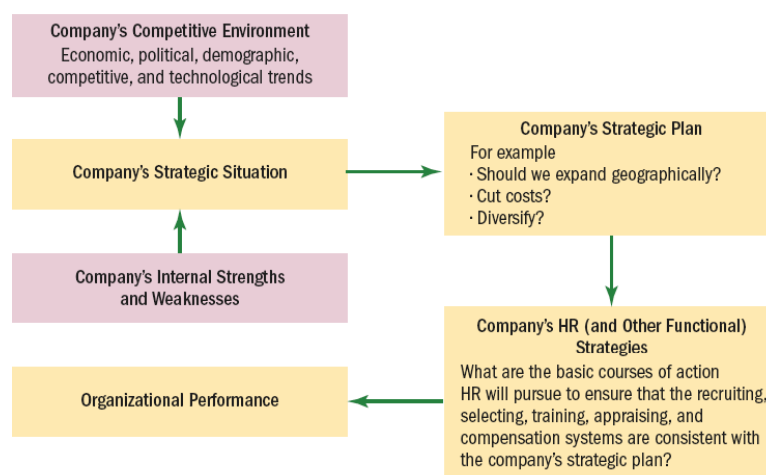 Company's Competitive Environment
Economic, political, demographic,
competitive, and technological trends
Company's Strategic Situation
Company's Internal Strengths
and Weaknesses
Company's Strategic Plan
For example
· Should we expand geographically?
· Cut costs?
· Diversify?
Company's HR (and Other Functional)
Strategies
What are the basic courses of action
HR will pursue to ensure that the recruiting,
selecting, training, appraising, and
compensation systems are consistent with
the company's strategic plan?
Organizational Performance